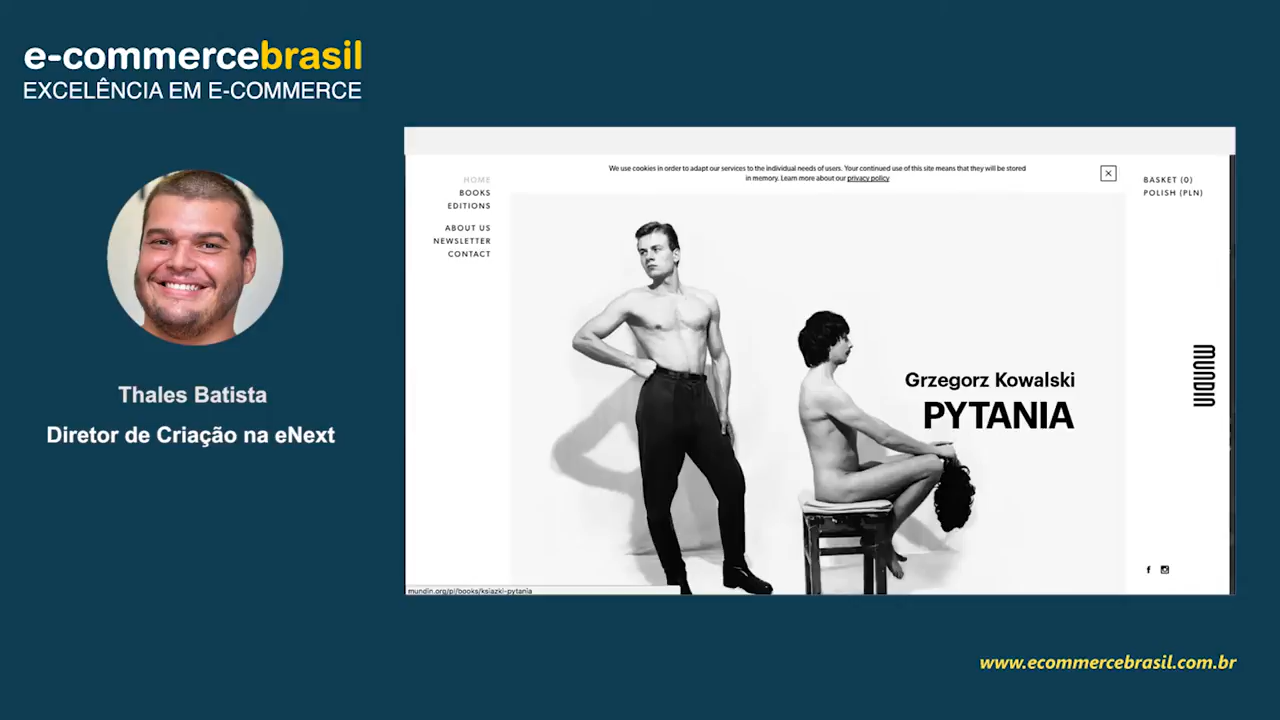 e-commercebrasil
EXCELÊNCIA EM E-COMMERCE
Thales Batista
Diretor de Criação na eNext
We use cookies in order to adapt our services to the individual needs of users. Your continued use of this site means that they will be stored
in memory. Learn more about our privacy policy
HOME
BOOKS
EDITIONS
ABOUT US
NEWSLETTER
CONTACT
BASKET (0)
POLISH (PLN)
Grzegorz Kowalski
PYTANIA
MUNDIN
mundin.org/pl/books/ksiazki-pytania
www.ecommercebrasil.com.br